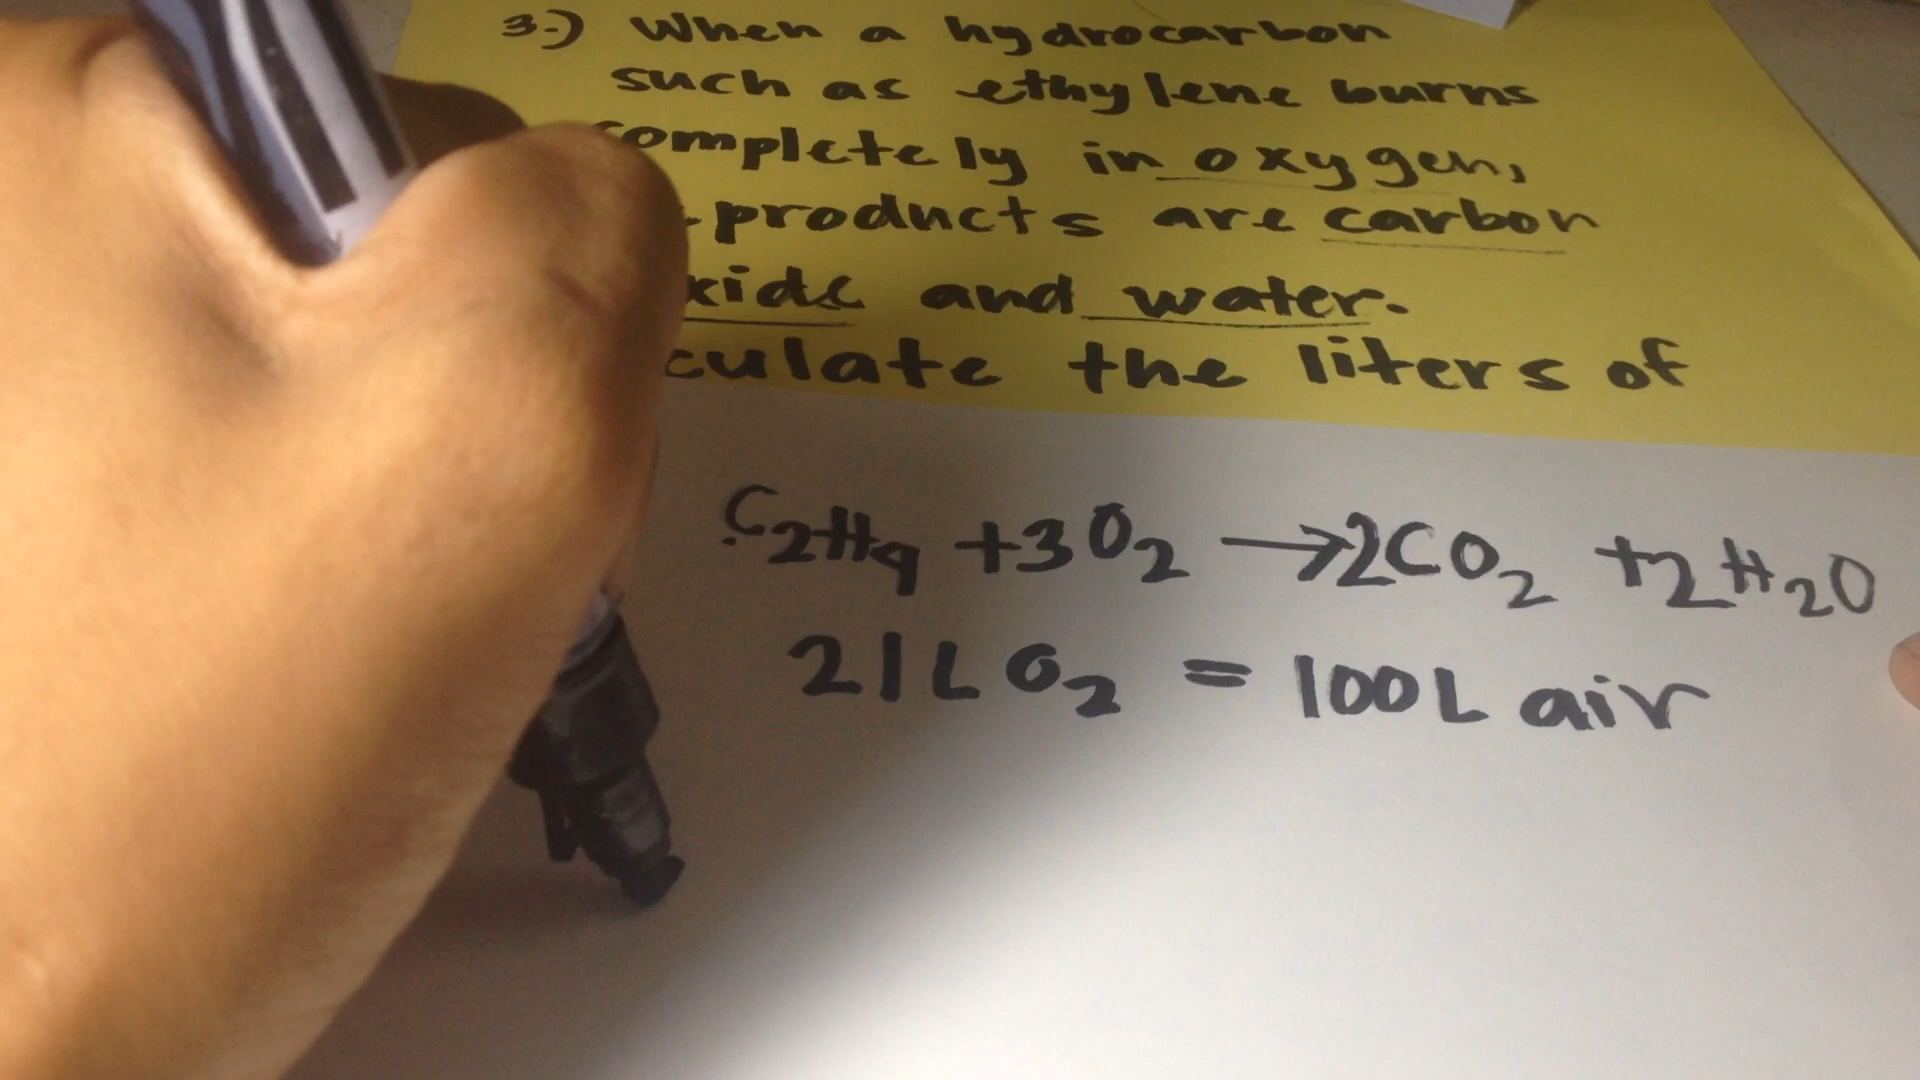 3.) When a hydrocarbon
such as ethylene burns
completely in oxygen,
products are carbon
xide and water.
culate the liters of
C₂H₄ + 3O₂ → 2CO₂ + 2H₂O
21L O₂ = 100L air